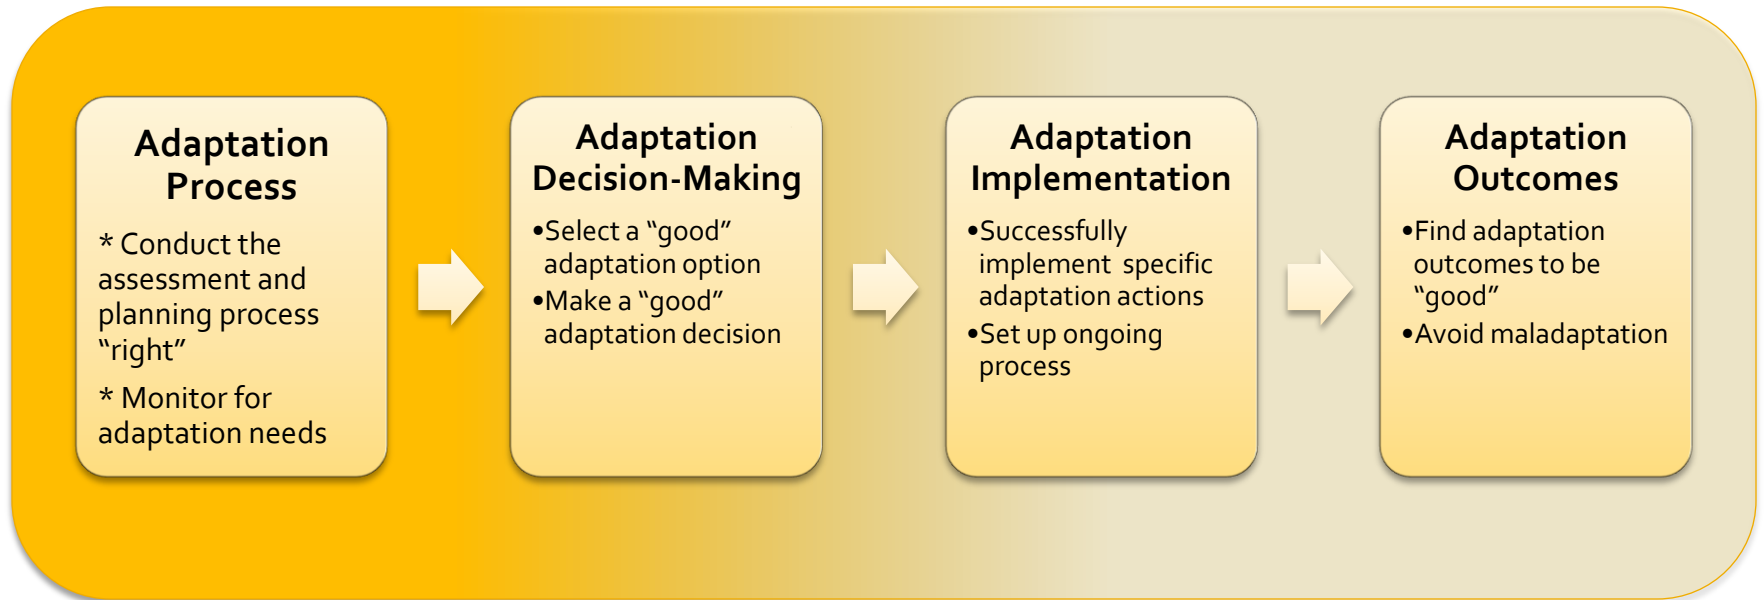 Adaptation
Process
* Conduct the
assessment and
planning process
“right”
* Monitor for
adaptation needs
Adaptation
Decision-Making
•Select a “good”
adaptation option
•Make a “good”
adaptation decision
Adaptation
Implementation
•Successfully
implement specific
adaptation actions
•Set up ongoing
process
Adaptation
Outcomes
•Find adaptation
outcomes to be
“good”
•Avoid maladaptation